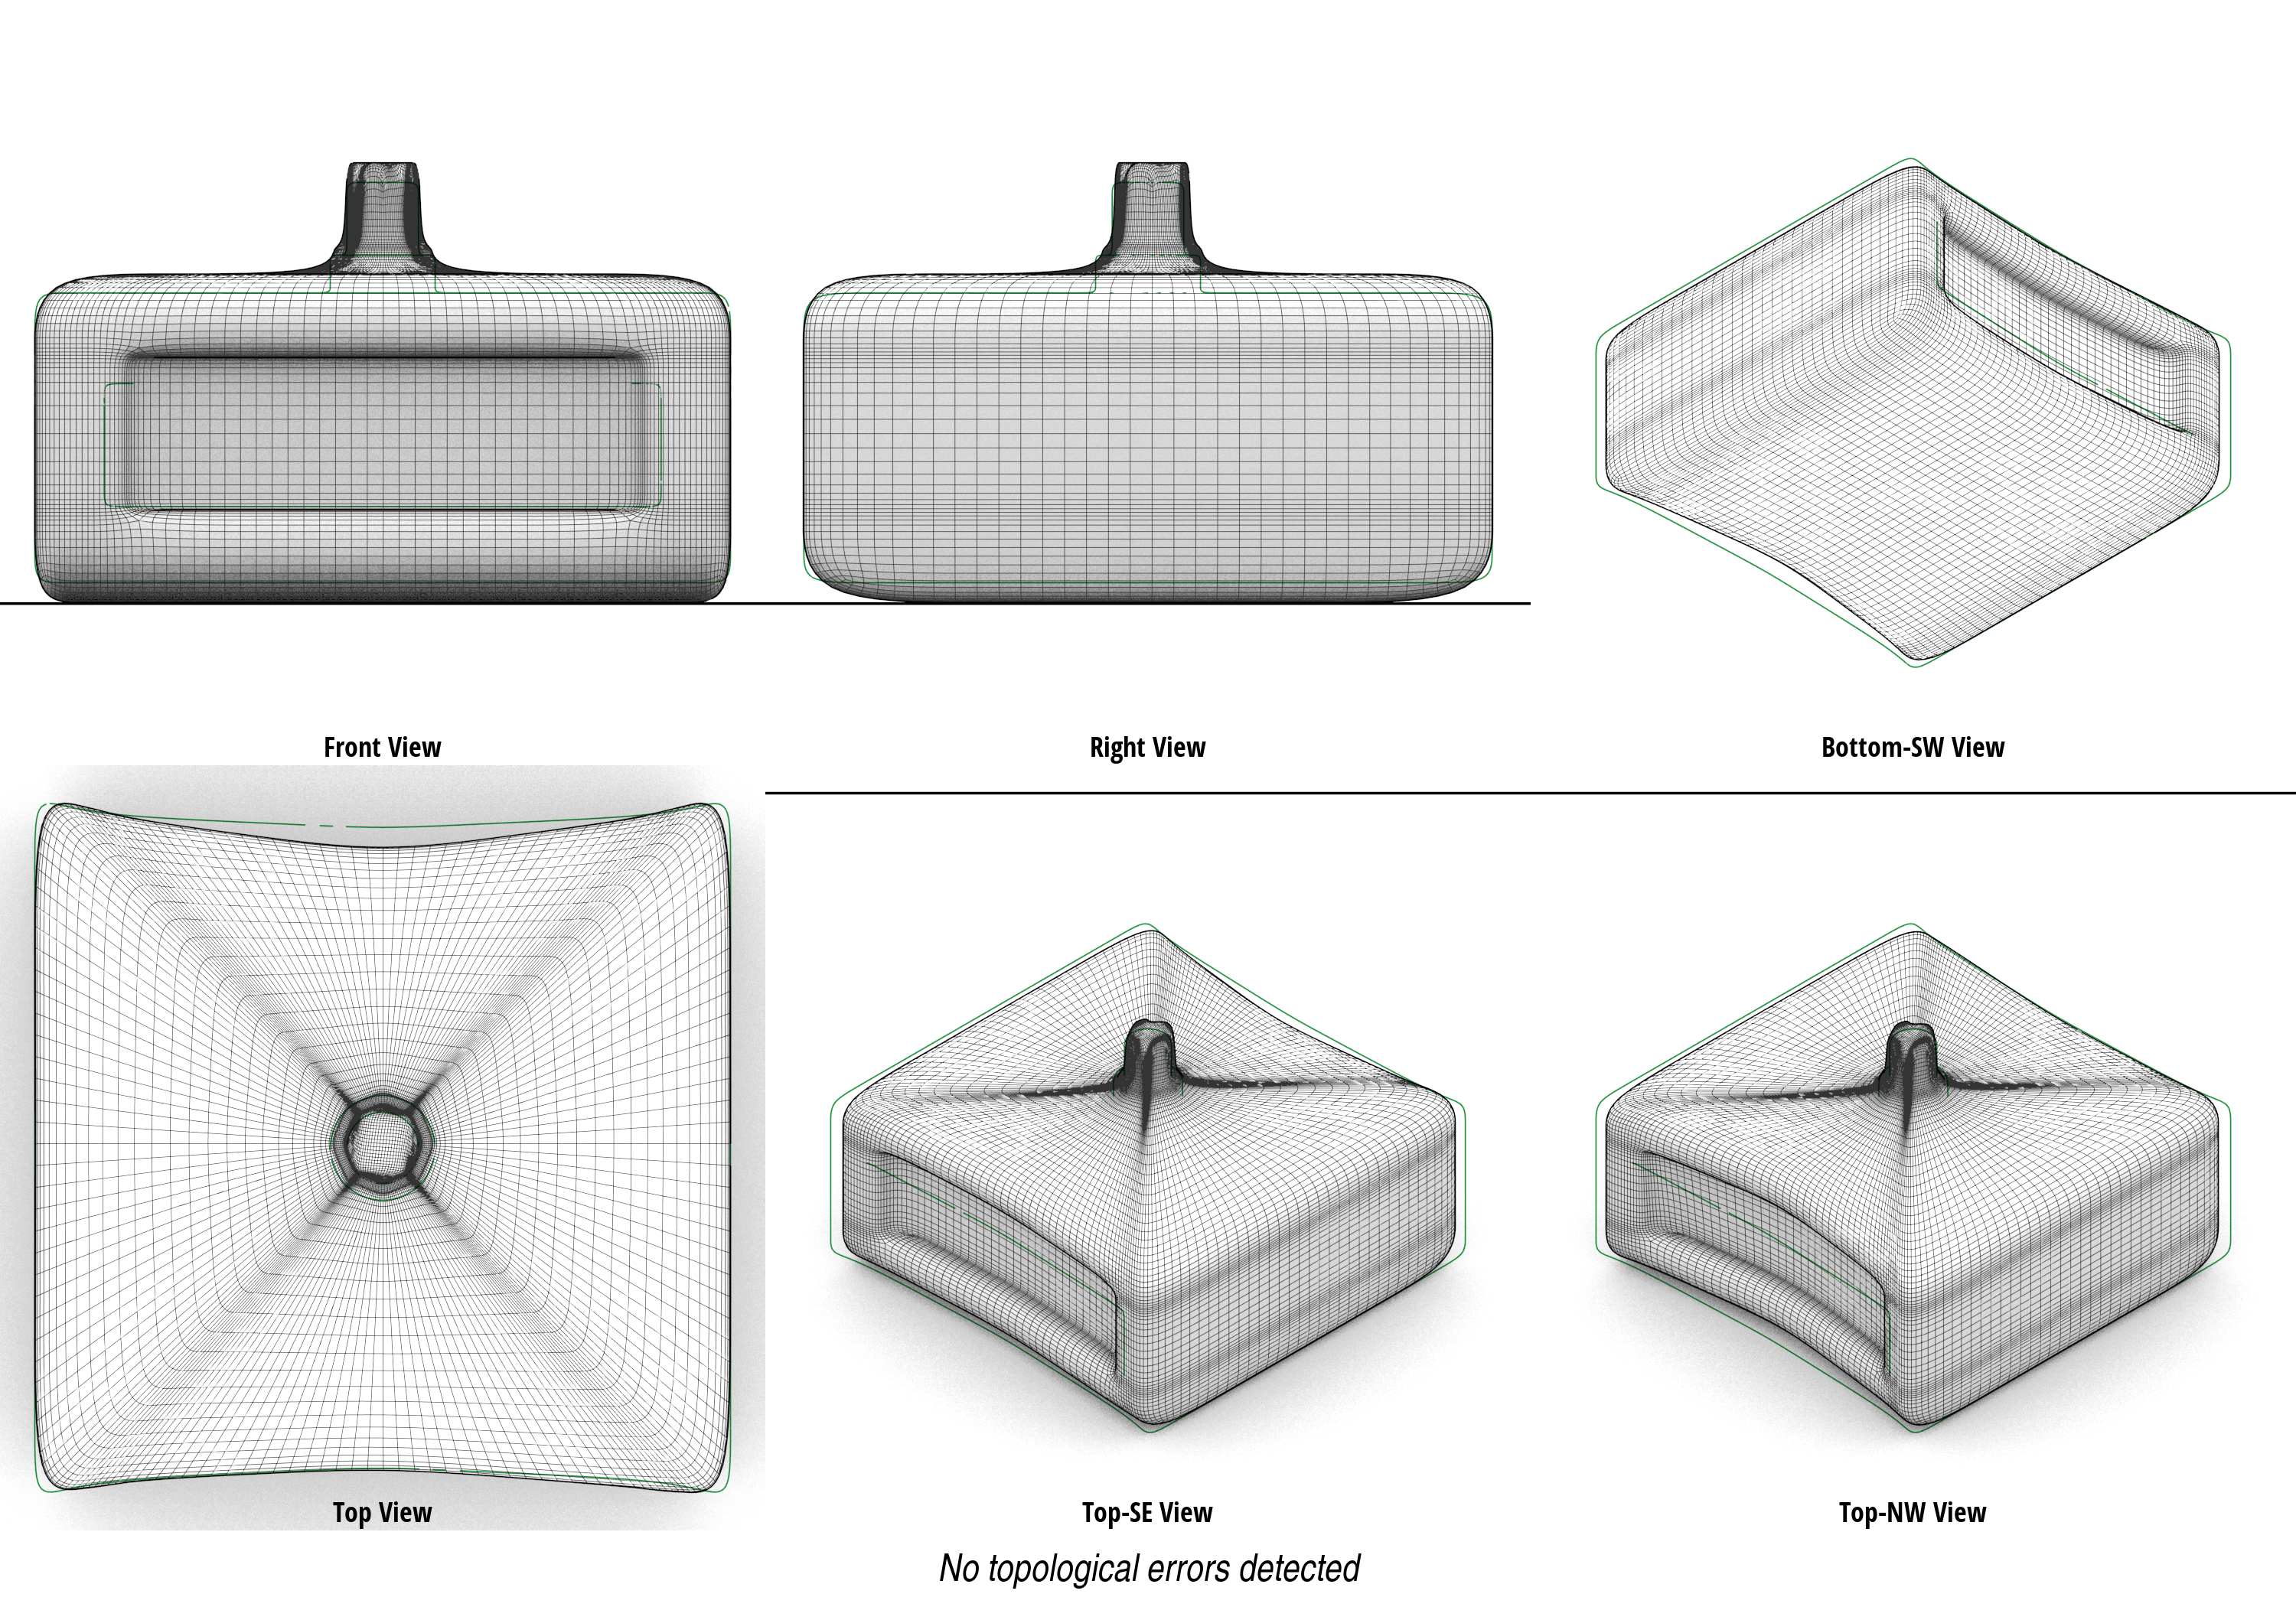 Front View
Right View
Bottom-SW View
Top View
Top-SE View
Top-NW View
No topological errors detected